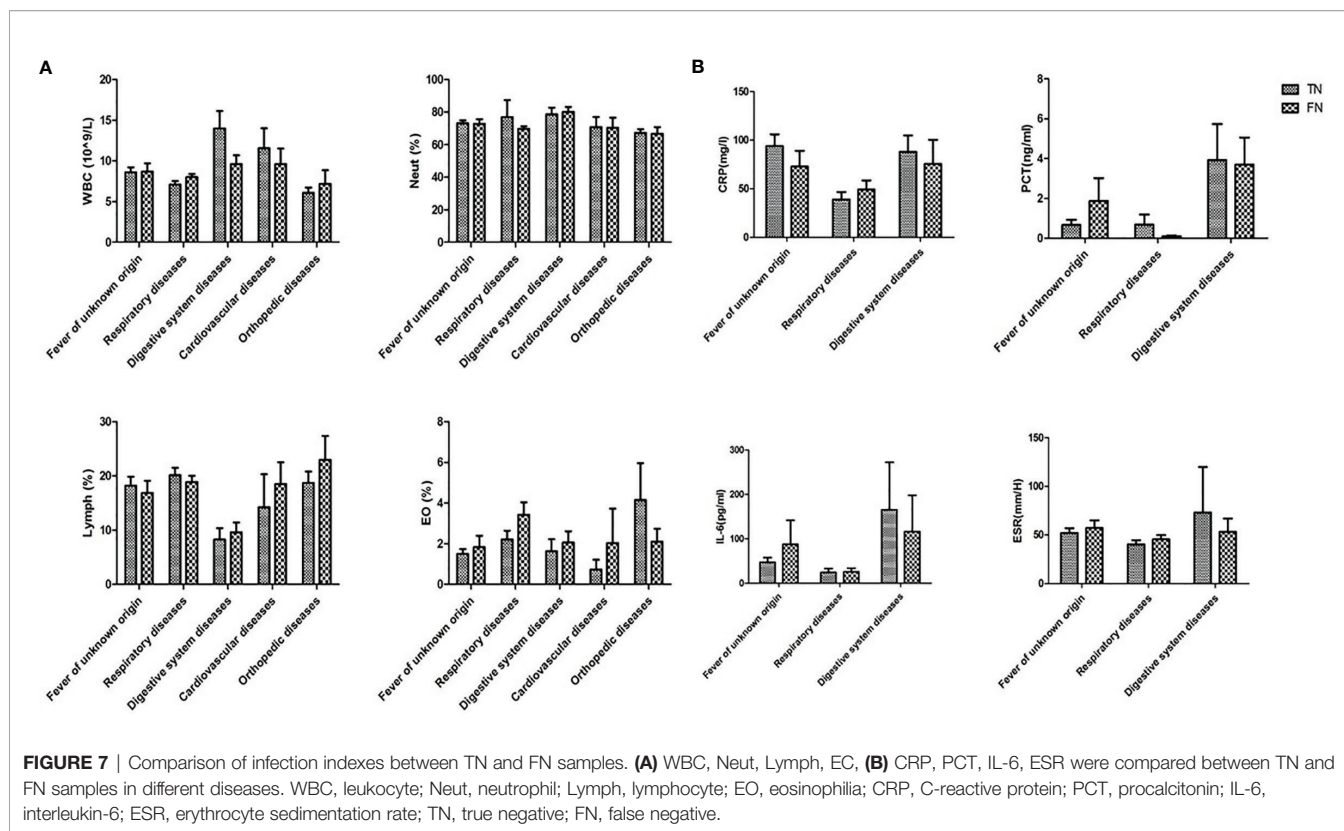 A
B
WBC (10^9/L)
20
15
10
5
0
Fever of unknown origin
Respiratory diseases
Digestive system diseases
Cardiovascular diseases
Orthopedic diseases
Neut (%)
100
80
60
40
20
0
Fever of unknown origin
Respiratory diseases
Digestive system diseases
Cardiovascular diseases
Orthopedic diseases
CRP(mg/l)
150
100
50
0
Fever of unknown origin
Respiratory diseases
Digestive system diseases
PCT(ng/ml)
8
6
4
2
0
Fever of unknown origin
Respiratory diseases
Digestive system diseases
TN
FN
Lymph (%)
30
20
10
0
Fever of unknown origin
Respiratory diseases
Digestive system diseases
Cardiovascular diseases
Orthopedic diseases
EO (%)
8
6
4
2
0
Fever of unknown origin
Respiratory diseases
Digestive system diseases
Cardiovascular diseases
Orthopedic diseases
IL-6(pg/ml)
300
200
100
0
Fever of unknown origin
Respiratory diseases
Digestive system diseases
ESR(mm/H)
150
100
50
0
Fever of unknown origin
Respiratory diseases
Digestive system diseases
FIGURE 7 | Comparison of infection indexes between TN and FN samples. (A) WBC, Neut, Lymph, EC, (B) CRP, PCT, IL-6, ESR were compared between TN and
FN samples in different diseases. WBC, leukocyte; Neut, neutrophil; Lymph, lymphocyte; EO, eosinophilia; CRP, C-reactive protein; PCT, procalcitonin; IL-6,
interleukin-6; ESR, erythrocyte sedimentation rate; TN, true negative; FN, false negative.